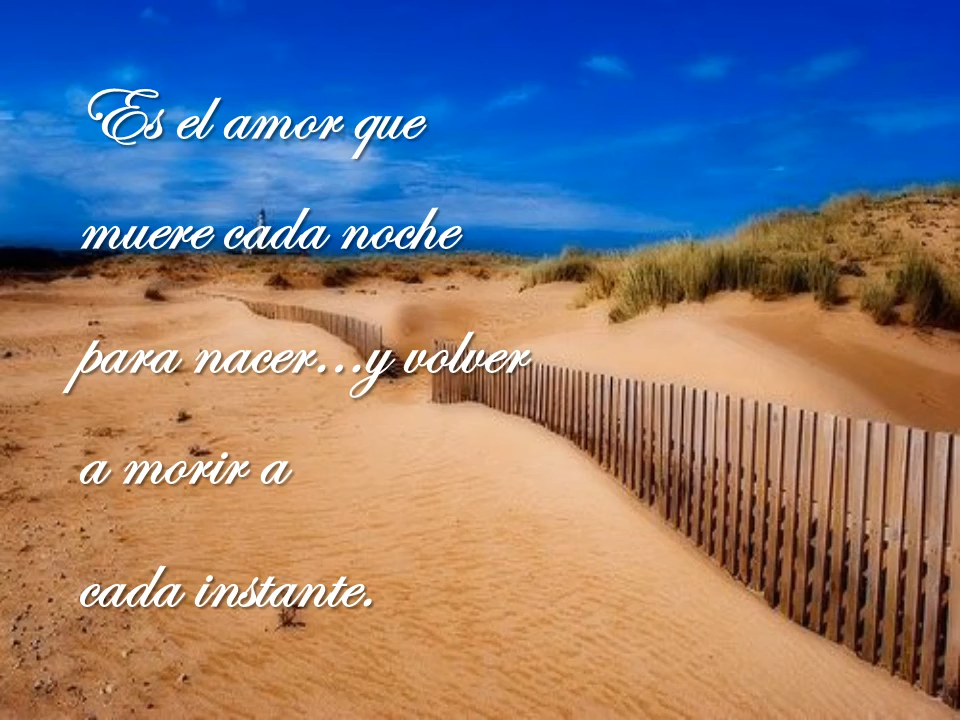 Es el amor que
muere cada noche
para nacer...y volver
a morir a
cada instante.